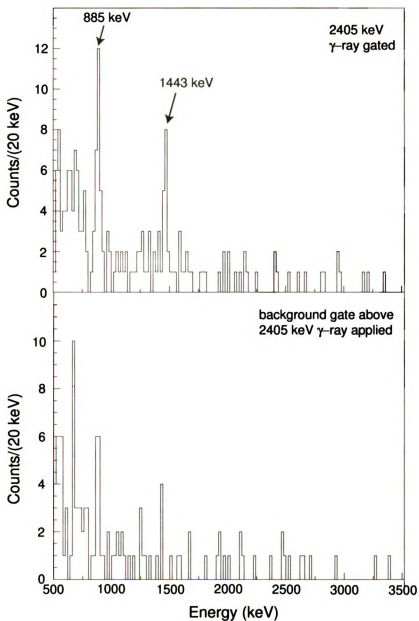 885 keV
2405 keV
γ–ray gated
1443 keV
Counts/(20 keV)
12
10
8
6
4
2
0
background gate above
2405 keV γ–ray applied
Counts/(20 keV)
10
8
6
4
2
0
500 1000 1500 2000 2500 3000 3500
Energy (keV)